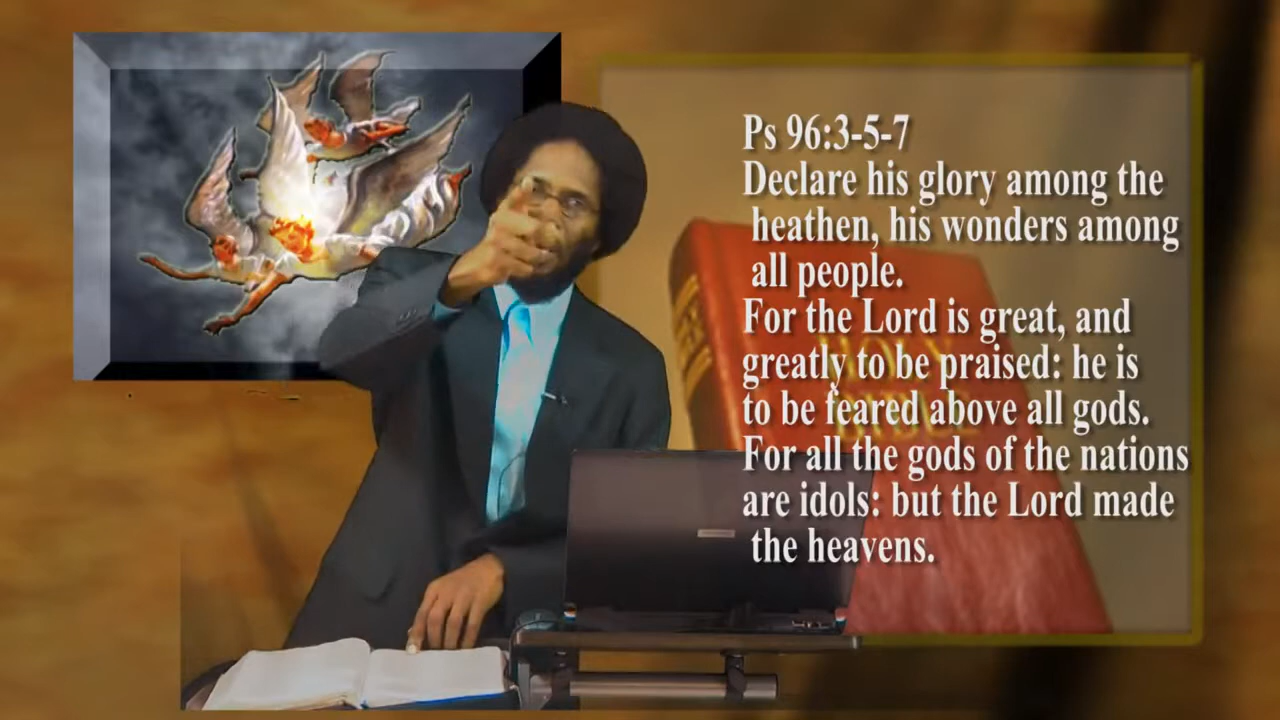 Ps 96:3-5-7
Declare his glory among the
heathen, his wonders among
all people.
For the Lord is great, and
greatly to be praised: he is
to be feared above all gods.
For all the gods of the nations
are idols: but the Lord made
the heavens.
HOLY
BIBLE